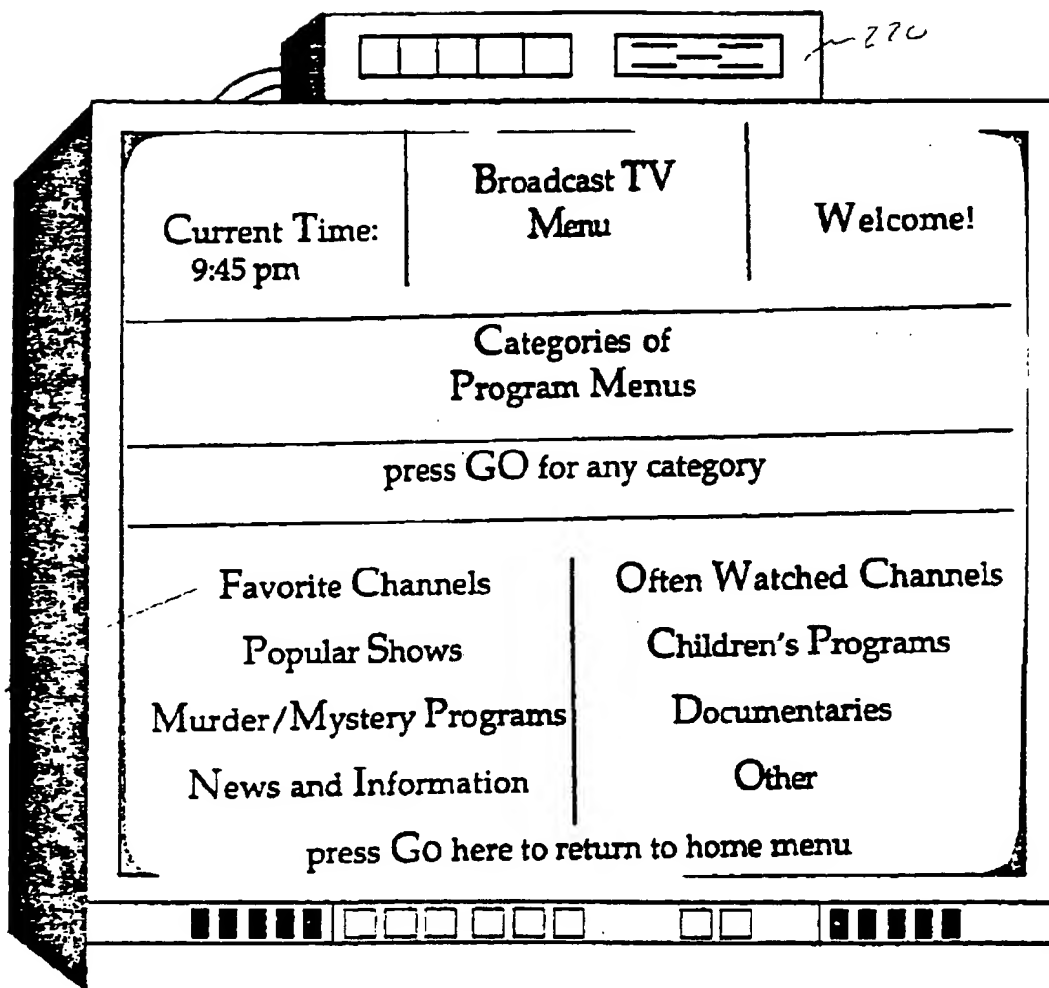 220
Broadcast TV
Menu
Current Time:
9:45 pm
Welcome!
Categories of
Program Menus
press GO for any category
Favorite Channels
Often Watched Channels
Popular Shows
Children's Programs
Murder/Mystery Programs
Documentaries
News and Information
Other
press GO here to return to home menu